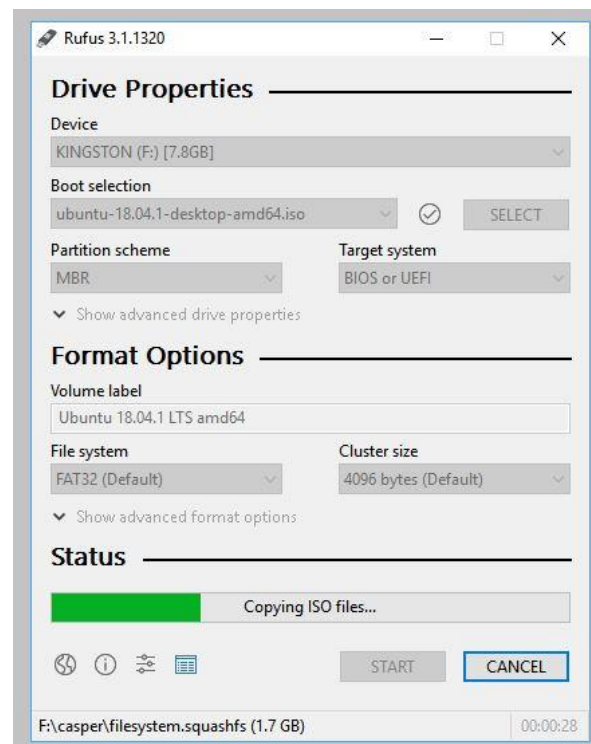 Rufus 3.1.1320
Drive Properties
Device
KINGSTON (F:) [7.8GB]
Boot selection
ubuntu-18.04.1-desktop-amd64.iso SELECT
Partition scheme Target system
MBR BIOS or UEFI
Show advanced drive properties
Format Options
Volume label
Ubuntu 18.04.1 LTS amd64
File system Cluster size
FAT32 (Default) 4096 bytes (Default)
Show advanced format options
Status
Copying ISO files...
START CANCEL
F:\casper\filesystem.squashfs (1.7 GB) 00:00:28